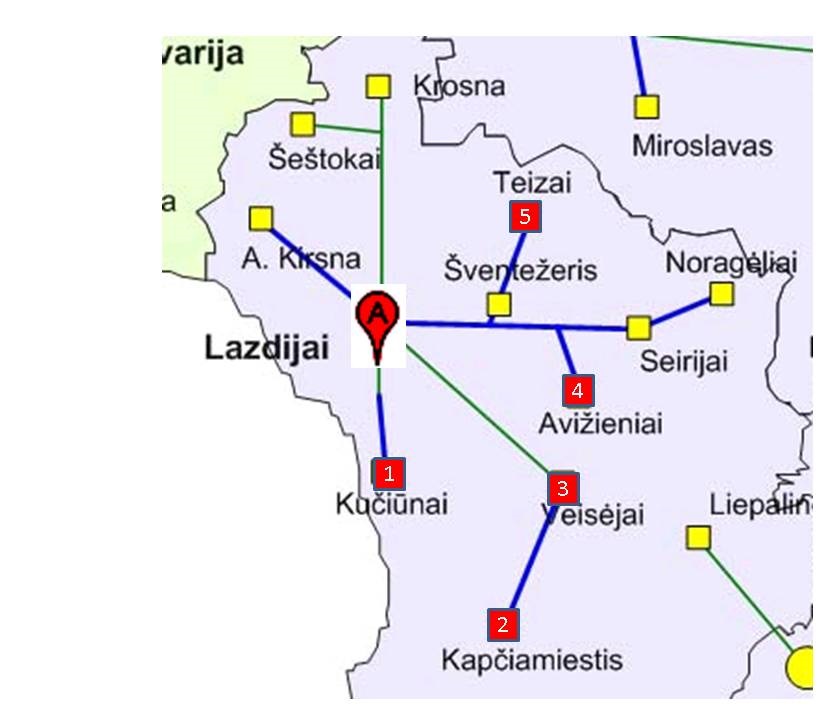 varija
Krosna
Šeštokai
Miroslavas
a
Teizai
5
A. Kirsna
Šventežeris
Noragėliai
A
Lazdijai
Seirijai
4
Avižieniai
1
Kučiūnai
3
Veisėjai
Liepalin
2
Kapčiamiestis